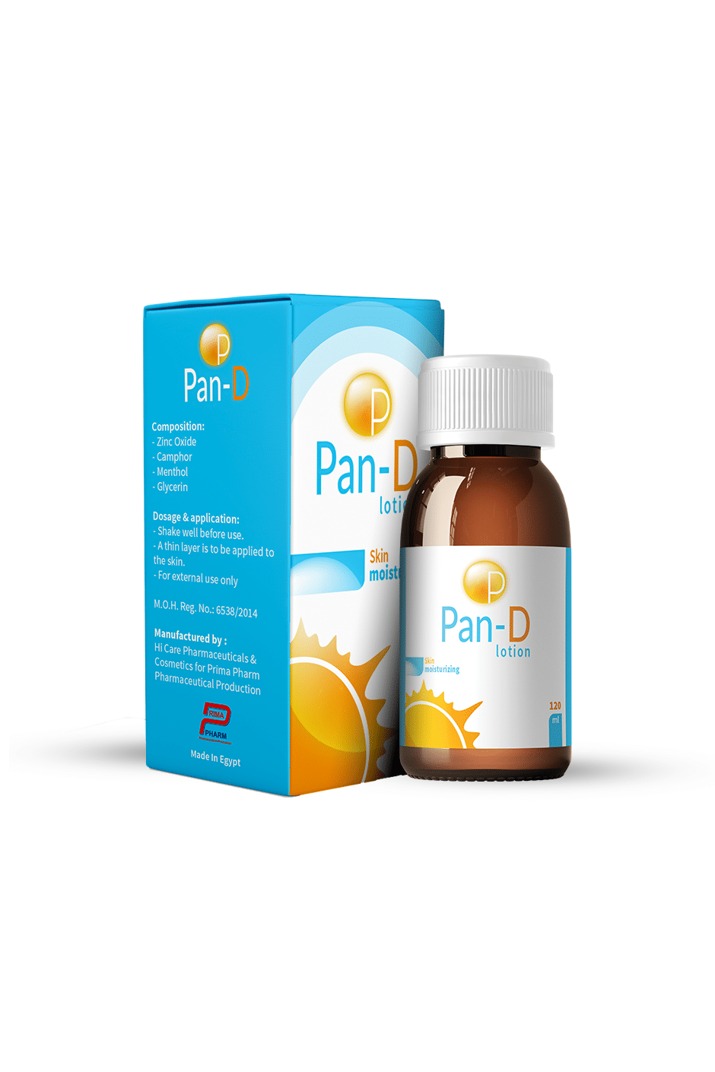 P
Pan-D
Composition:
- Zinc Oxide
- Camphor
- Menthol
- Glycerin
Dosage & application:
- Shake well before use.
- A thin layer is to be applied to
the skin.
- For external use only
M.O.H. Reg. No.: 6538/2014
Manufactured by :
Hi Care Pharmaceuticals &
Cosmetics for Prima Pharm
Pharmaceutical Production
PRIMA
PHARM
Made In Egypt
P
Pan-D
lotio
Skin
moist
P
Pan-D
lotion
Skin
moisturizing
120
ml